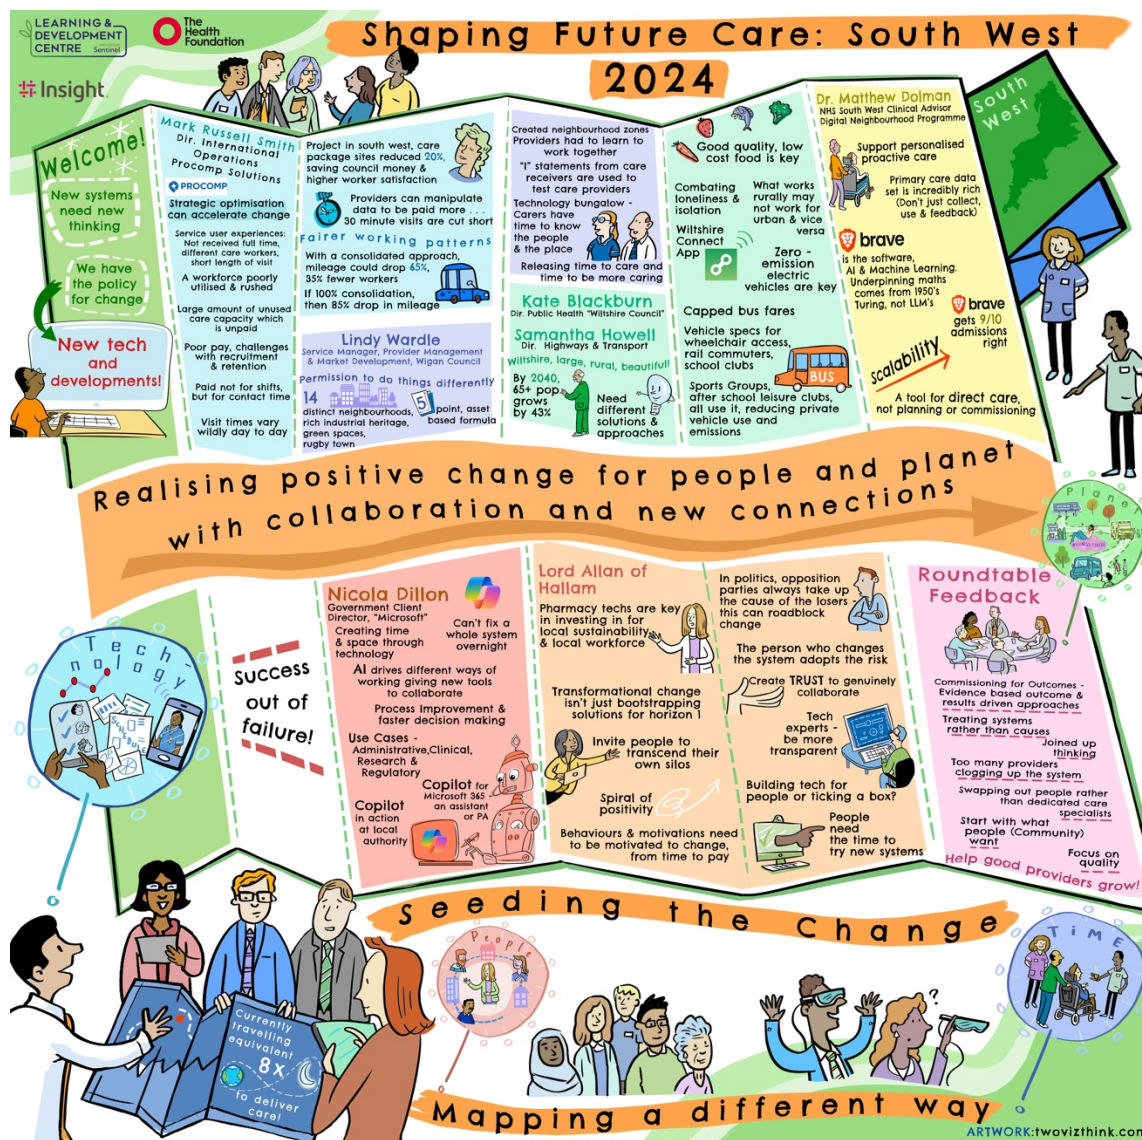 LEARNING &
DEVELOPMENT
CENTRE
Sentinel
The
Health
Foundation
Insight.
Shaping Future Care: South West
2024
Welcome!
New systems
need new
thinking
We have
the policy
for change
New tech
and
developments!
Mark Russell Smith
Dir. International
Operations
Procomp Solutions
PROCOMP
Strategic optimisation
can accelerate change
Service user experiences:
Not received full time,
different care workers,
short length of visit
A workforce poorly
utilised & rushed
Large amount of unused
care capacity which
is unpaid
Poor pay, challenges
with recruitment
& retention
Paid not for shifts,
but for contact time
Visit times vary
wildly day to day
Project in south west, care
package sites reduced 20%,
saving council money &
higher worker satisfaction
Providers can manipulate
data to be paid more . . .
30 minute visits are cut short
Fairer working patterns
With a consolidated approach,
mileage could drop 65%,
35% fewer workers
If 100% consolidation,
then 85% drop in mileage
Lindy Wardle
Service Manager, Provider Management
& Market Development, Wigan Council
Permission to do things differently
14
distinct neighbourhoods,
rich industrial heritage,
green spaces,
rugby town
5 point, asset
based formula
Created neighbourhood zones
Providers had to learn to
work together
"I" statements from care
receivers are used to
test care providers
Technology bungalow -
Carers have
time to know
the people
& the place
Releasing time to care and
time to be more caring
Kate Blackburn
Dir. Public Health "Wiltshire Council"
Samantha Howell
Dir. Highways & Transport
Wiltshire, large, rural, beautiful!
By 2040,
65+ pop.
grows
by 43%
Need
different
solutions &
approaches
Good quality, low
cost food is key
Combating
loneliness &
isolation
What works
rurally may
not work for
urban & vice
versa
Wiltshire
Connect
App
Zero -
emission
electric
vehicles are key
Capped bus fares
Vehicle specs for
wheelchair access,
rail commuters,
school clubs
BUS
Sports Groups,
after school leisure clubs,
all use it, reducing private
vehicle use and
emissions
Dr. Matthew Dolman
NHS South West Clinical Advisor
Digital Neighbourhood Programme
Support personalised
proactive care
Primary care data
set is incredibly rich
(Don't just collect,
use & feedback)
brave
is the software,
AI & Machine Learning.
Underpinning maths
comes from 1950's
Turing, not LLM's
brave
gets 9/10
admissions
right
scalability
A tool for direct care,
not planning or commissioning
South
West
Realising positive change for people and planet
with collaboration and new connections
Planet
Technology
SCHEDULE
Success
out of
failure!
Nicola Dillon
Government Client
Director, "Microsoft"
Creating time
& space through
technology
Can't fix a
whole system
overnight
AI drives different ways of
working giving new tools
to collaborate
Process Improvement &
faster decision making
Use Cases -
Administrative,Clinical,
Research &
Regulatory
Copilot for
Microsoft 365
an assistant
or PA
Copilot
in action
at local
authority
Lord Allan of
Hallam
Pharmacy techs are key
in investing in for
local sustainability
& local workforce
Transformational change
isn't just bootstrapping
solutions for horizon 1
Invite people to
transcend their
own silos
Spiral of
positivity
Behaviours & motivations need
to be motivated to change,
from time to pay
In politics, opposition
parties always take up
the cause of the losers
this can roadblock
change
The person who changes
the system adopts the risk
Create TRUST to genuinely
collaborate
Tech
experts -
be more
transparent
Building tech for
people or ticking a box?
People
need
the time to
try new systems
Roundtable
Feedback
Commissioning for Outcomes -
Evidence based outcome &
results driven approaches
Treating systems
rather than causes
Joined up
thinking
Too many providers
clogging up the system
Swapping out people rather
than dedicated care
specialists
Start with what
people (Community)
want
Focus on
quality
Help good providers grow!
Seeding the Change
People
TiME
?
Currently
travelling
equivalent
8x
to deliver
care!
Mapping a different way
ARTWORK:twovizthink.com